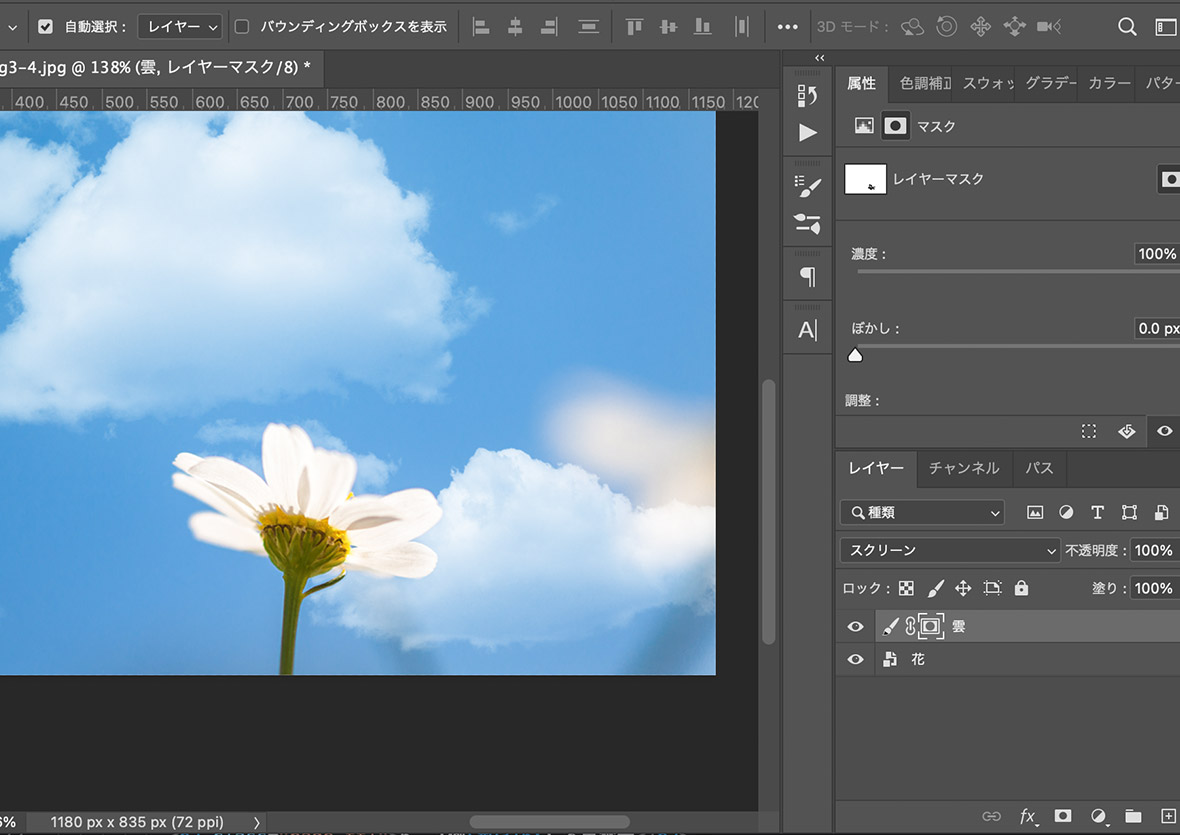 自動選択： レイヤー バウンディングボックスを表示 3D モード：
g3-4.jpg @ 138% (雲, レイヤーマスク/8) *
400 450 500 550 600 650 700 750 800 850 900 950 1000 1050 1100 1150 120
属性 色調補正 スウォッ グラデー カラー パター
マスク
レイヤーマスク
濃度： 100%
ぼかし： 0.0 px
調整：
レイヤー チャンネル パス
種類
スクリーン 不透明度： 100%
ロック： 塗り： 100%
雲
花
6% 1180 px x 835 px (72 ppi)
fx